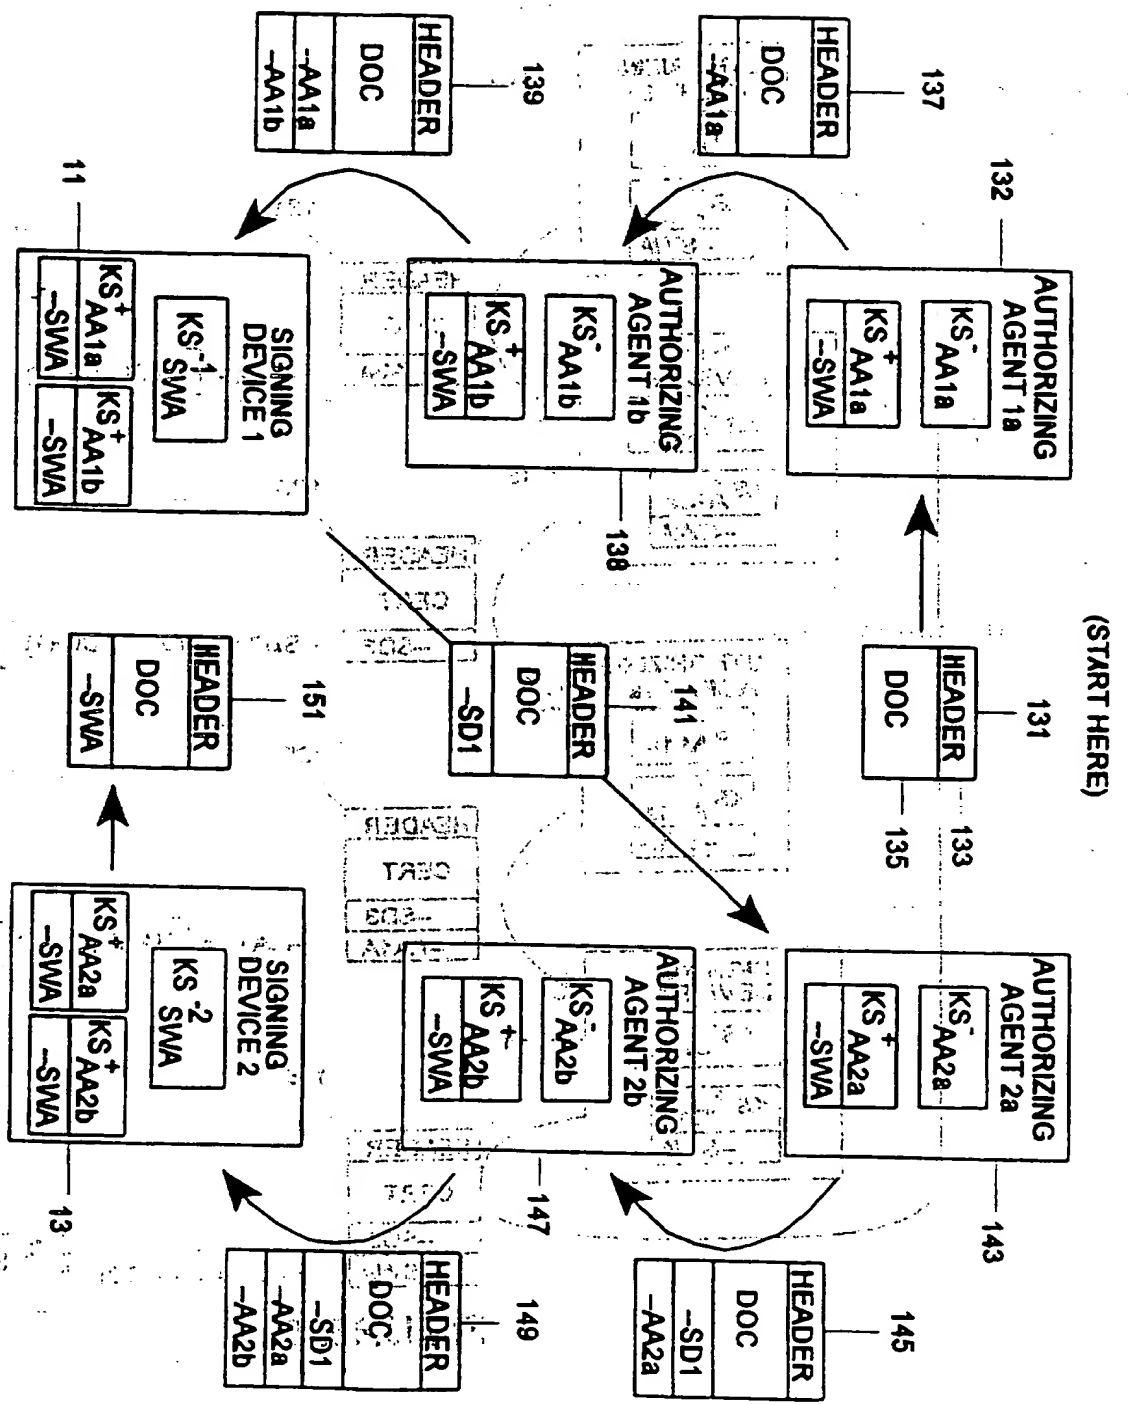 (START HERE)
131
HEADER
133
DOC
135
132
AUTHORIZING
AGENT 1a
KS⁻
AA1a
KS⁺
AA1a
--SWA
137
HEADER
DOC
--AA1a
AUTHORIZING
AGENT 1b
KS⁻
AA1b
KS⁺
AA1b
--SWA
138
139
HEADER
DOC
--AA1a
--AA1b
SIGNING
DEVICE 1
KS⁻¹
SWA
KS⁺
AA1a
--SWA
KS⁺
AA1b
--SWA
11
141
HEADER
DOC
--SD1
AUTHORIZING
AGENT 2a
KS⁻
AA2a
KS⁺
AA2a
--SWA
143
145
HEADER
DOC
--SD1
--AA2a
AUTHORIZING
AGENT 2b
KS⁻
AA2b
KS⁺
AA2b
--SWA
147
149
HEADER
DOC
--SD1
--AA2a
--AA2b
SIGNING
DEVICE 2
KS⁻²
SWA
KS⁺
AA2a
--SWA
KS⁺
AA2b
--SWA
13
151
HEADER
DOC
--SWA